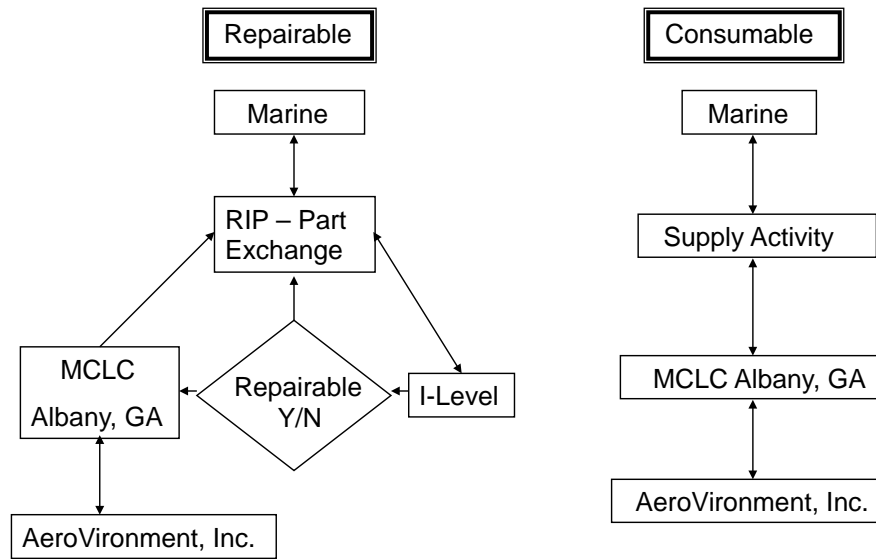 Repairable
Marine
RIP – Part
Exchange
MCLC
Albany, GA
Repairable
Y/N
I-Level
AeroVironment, Inc.
Consumable
Marine
Supply Activity
MCLC Albany, GA
AeroVironment, Inc.